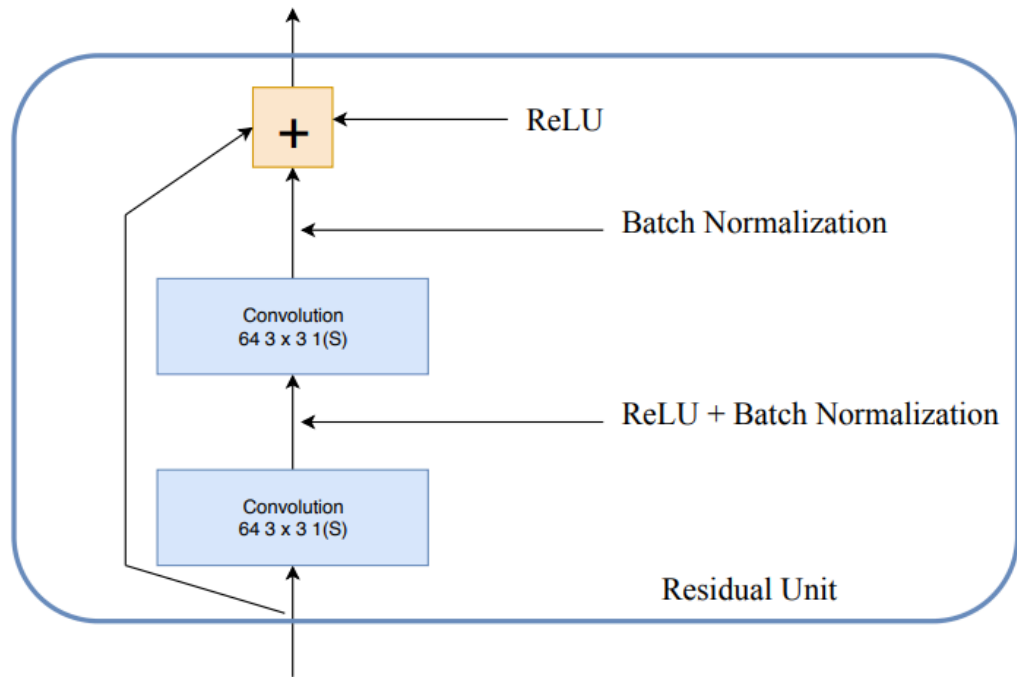 +
ReLU
Batch Normalization
Convolution
64 3 x 3 1(S)
ReLU + Batch Normalization
Convolution
64 3 x 3 1(S)
Residual Unit